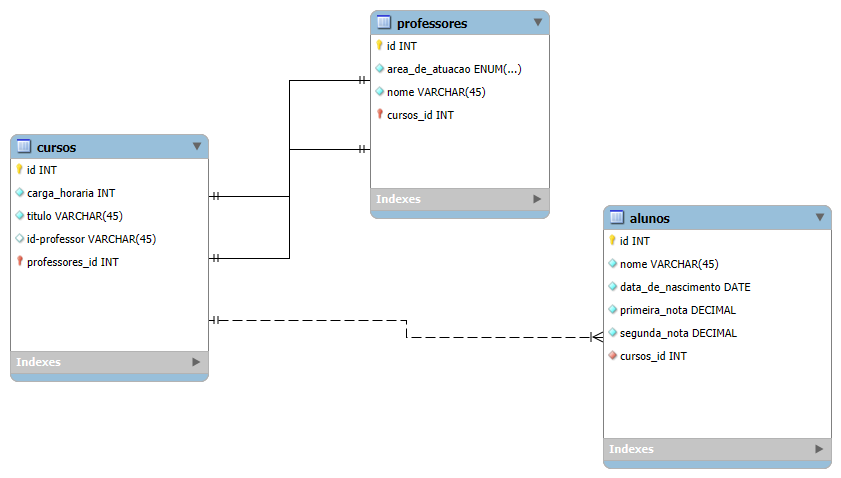 professores
id INT
area_de_atuacao ENUM(...)
nome VARCHAR(45)
cursos_id INT
Indexes
cursos
id INT
carga_horaria INT
titulo VARCHAR(45)
id-professor VARCHAR(45)
professores_id INT
Indexes
alunos
id INT
nome VARCHAR(45)
data_de_nascimento DATE
primeira_nota DECIMAL
segunda_nota DECIMAL
cursos_id INT
Indexes